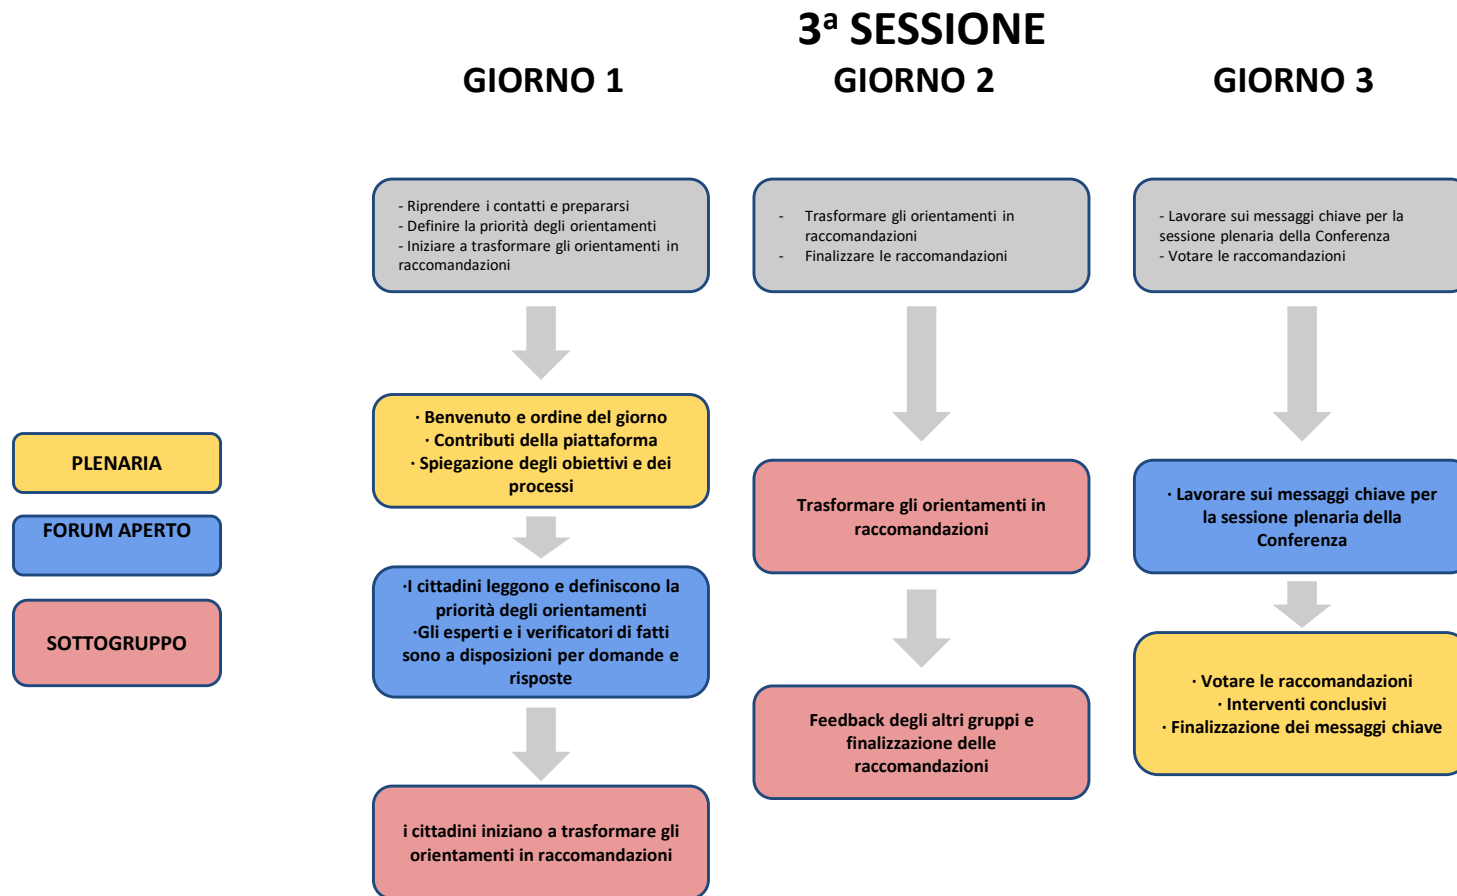 3ª SESSIONE
GIORNO 1
GIORNO 2
GIORNO 3
PLENARIA
FORUM APERTO
SOTTOGRUPPO
- Riprendere i contatti e prepararsi
- Definire la priorità degli orientamenti
- Iniziare a trasformare gli orientamenti in
raccomandazioni
· Benvenuto e ordine del giorno
· Contributi della piattaforma
· Spiegazione degli obiettivi e dei
processi
·I cittadini leggono e definiscono la
priorità degli orientamenti
·Gli esperti e i verificatori di fatti
sono a disposizioni per domande e
risposte
i cittadini iniziano a trasformare gli
orientamenti in raccomandazioni
- Trasformare gli orientamenti in
raccomandazioni
- Finalizzare le raccomandazioni
Trasformare gli orientamenti in
raccomandazioni
Feedback degli altri gruppi e
finalizzazione delle
raccomandazioni
- Lavorare sui messaggi chiave per la
sessione plenaria della Conferenza
- Votare le raccomandazioni
· Lavorare sui messaggi chiave per
la sessione plenaria della
Conferenza
· Votare le raccomandazioni
· Interventi conclusivi
· Finalizzazione dei messaggi chiave